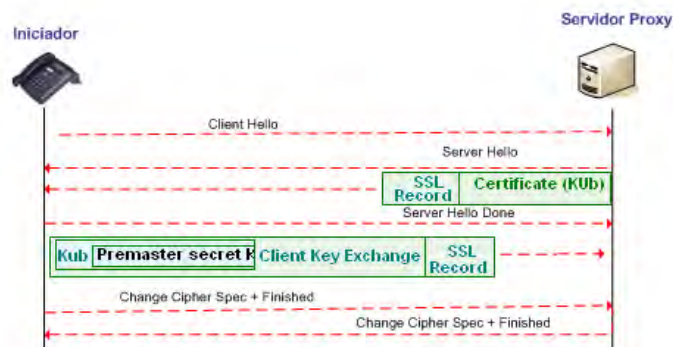 Servidor Proxy
Iniciador
Client Hello
Server Hello
SSL Record Certificate (KUb)
Server Hello Done
Kub Premaster secret K Client Key Exchange SSL Record
Change Cipher Spec + Finished
Change Cipher Spec + Finished